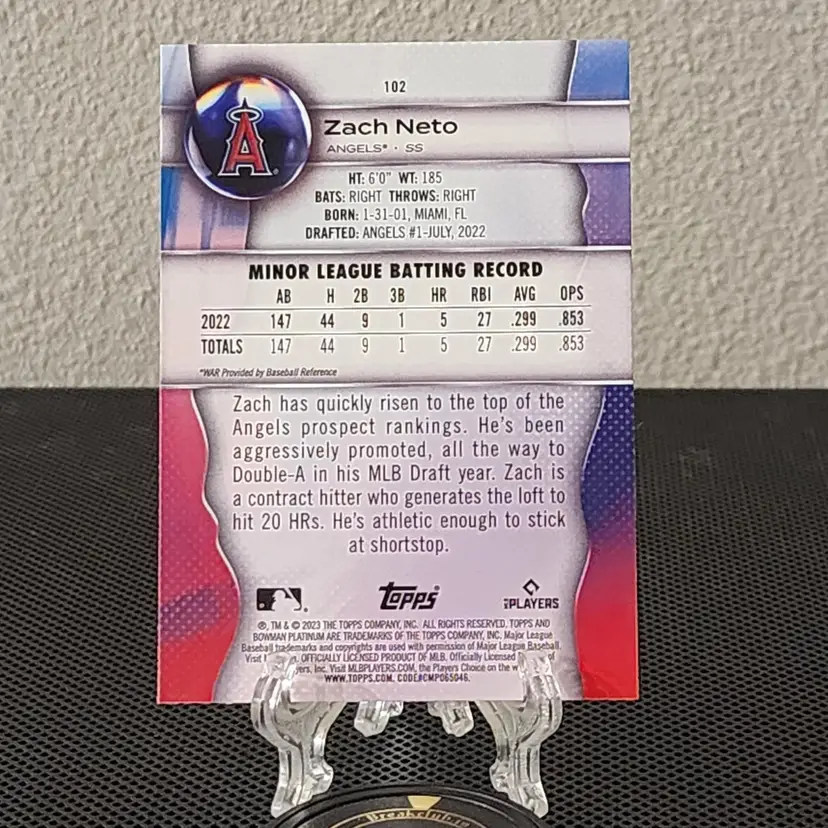 102
Zach Neto
ANGELS® · SS
HT: 6'0" WT: 185
BATS: RIGHT THROWS: RIGHT
BORN: 1-31-01, MIAMI, FL
DRAFTED: ANGELS #1-JULY, 2022
MINOR LEAGUE BATTING RECORD
AB H 2B 3B HR RBI AVG OPS
2022 147 44 9 1 5 27 .299 .853
TOTALS 147 44 9 1 5 27 .299 .853
*WAR Provided by Baseball Reference
Zach has quickly risen to the top of the
Angels prospect rankings. He's been
aggressively promoted, all the way to
Double-A in his MLB Draft year. Zach is
a contract hitter who generates the loft to
hit 20 HRs. He's athletic enough to stick
at shortstop.
Topps
PLAYERS
®, TM & © 2023 THE TOPPS COMPANY, INC. ALL RIGHTS RESERVED. TOPPS AND
BOWMAN PLATINUM ARE TRADEMARKS OF THE TOPPS COMPANY, INC. Major League
Baseball trademarks and copyrights are used with permission of Major League Baseball.
Visit OFFICIALLY LICENSED PRODUCT OF MLB. Officially Licensed of
Inc. Visit MLBPLAYERS.COM, the Players Choice on the
WWW.TOPPS.COM. CODE#CMP065046.
Breakclub